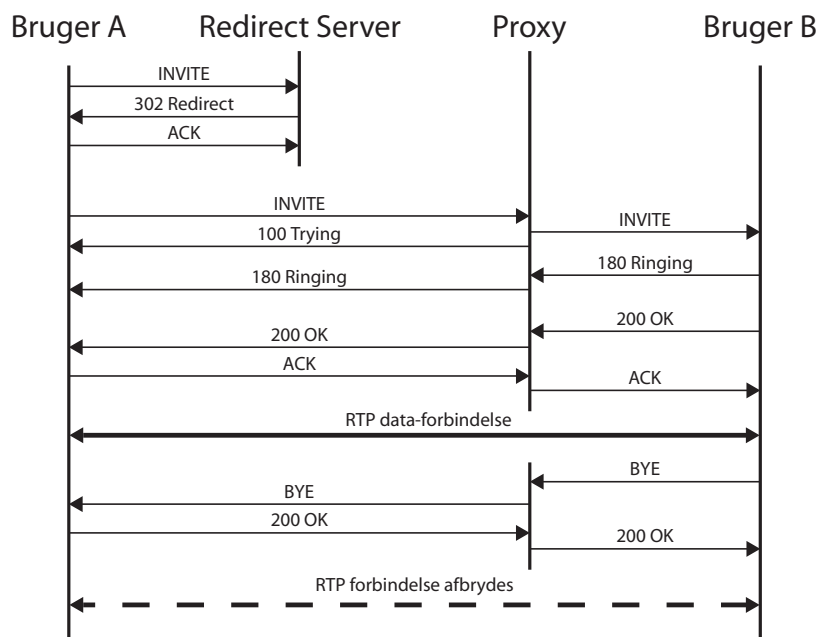 Bruger A Redirect Server Proxy Bruger B
INVITE
302 Redirect
ACK
INVITE
INVITE
100 Trying
180 Ringing
180 Ringing
200 OK
200 OK
ACK
ACK
RTP data-forbindelse
BYE
BYE
200 OK
200 OK
RTP forbindelse afbrydes